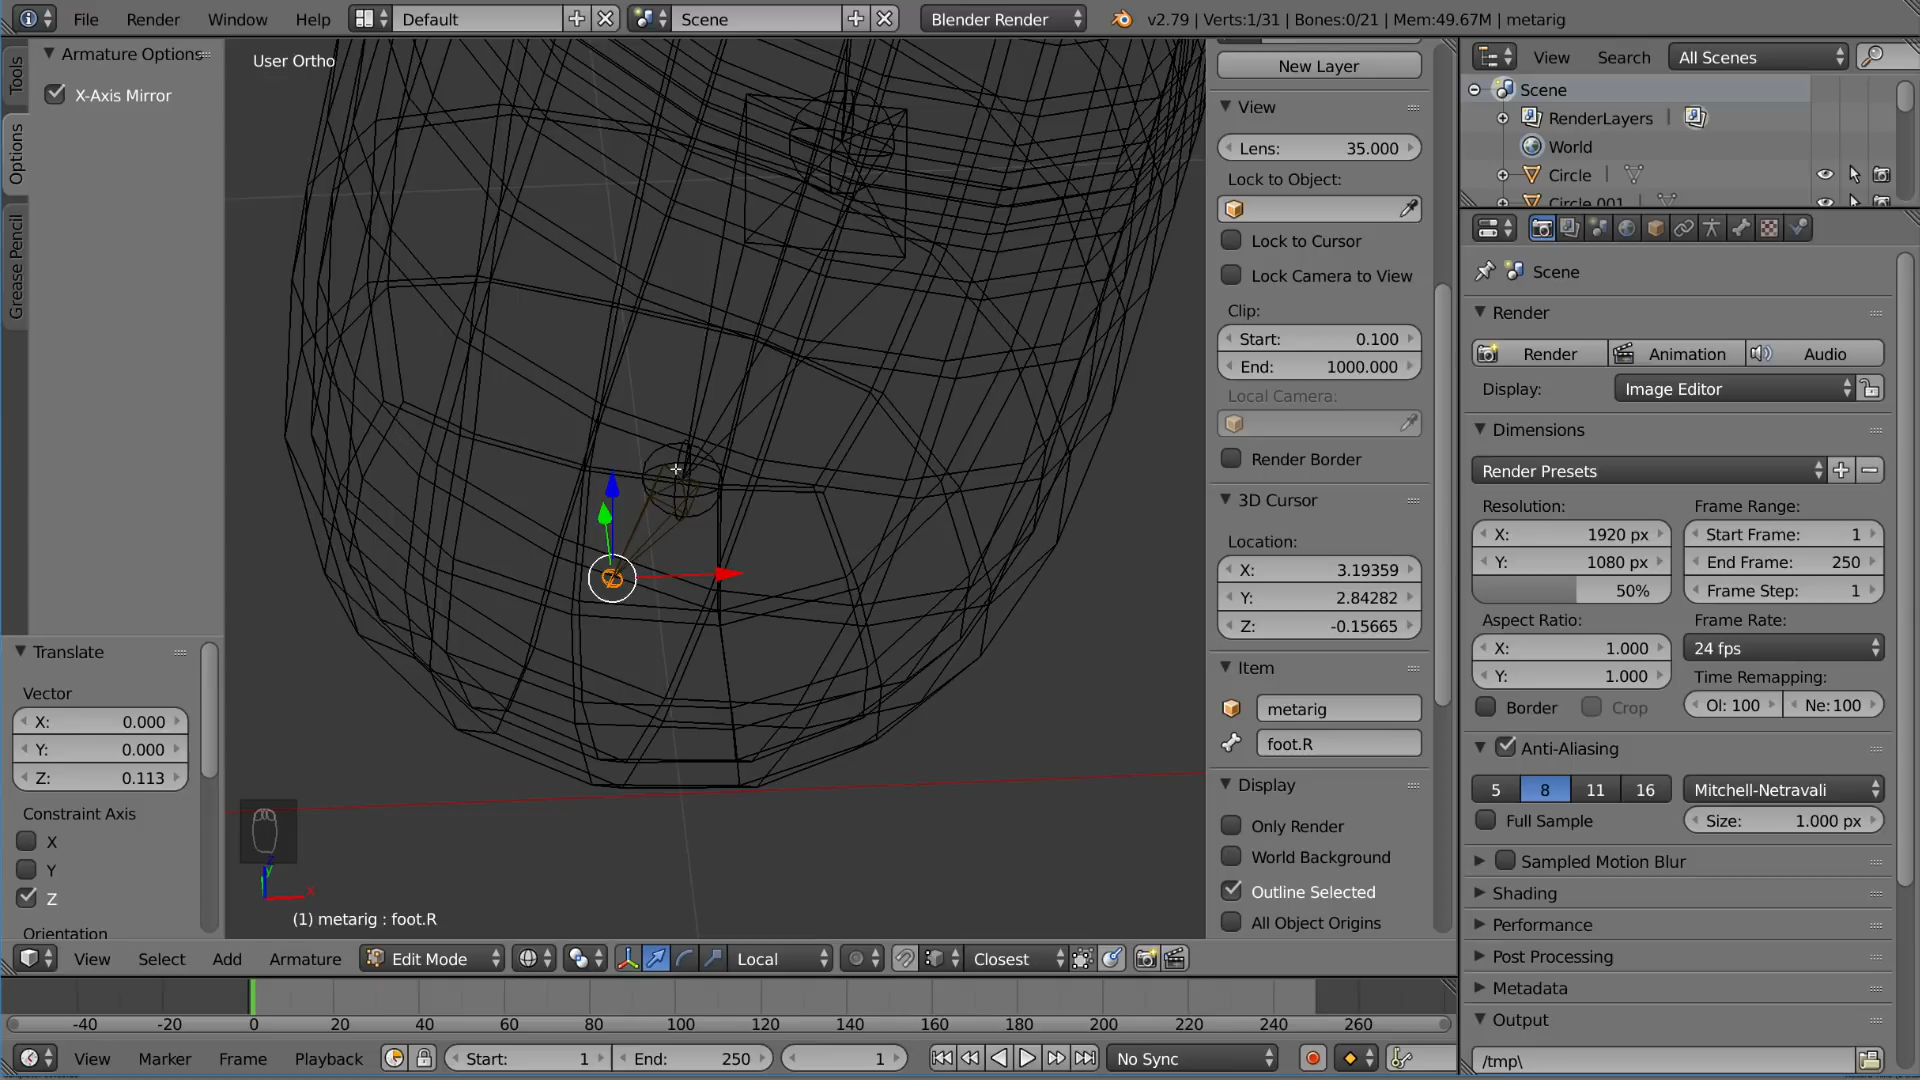 File Render Window Help Default Scene Blender Render v2.79 | Verts:1/31 | Bones:0/21 | Mem:49.67M | metarig
Armature Options
X-Axis Mirror
Tools
Options
Grease Pencil
User Ortho
Translate
Vector
X: 0.000
Y: 0.000
Z: 0.113
Constraint Axis
X
Y
Z
Orientation
(1) metarig : foot.R
New Layer
View
Lens: 35.000
Lock to Object:
Lock to Cursor
Lock Camera to View
Clip:
Start: 0.100
End: 1000.000
Local Camera:
Render Border
3D Cursor
Location:
X: 3.19359
Y: 2.84282
Z: -0.15665
Item
metarig
foot.R
Display
Only Render
World Background
Outline Selected
All Object Origins
View Search All Scenes
Scene
RenderLayers
World
Circle
Circle.001
Scene
Render
Render Animation Audio
Display: Image Editor
Dimensions
Render Presets
Resolution: Frame Range:
X: 1920 px Start Frame: 1
Y: 1080 px End Frame: 250
50% Frame Step: 1
Aspect Ratio: Frame Rate:
X: 1.000 24 fps
Y: 1.000 Time Remapping:
Border Crop Ol: 100 Ne: 100
Anti-Aliasing
5 8 11 16 Mitchell-Netravali
Full Sample Size: 1.000 px
Sampled Motion Blur
Shading
Performance
Post Processing
Metadata
Output
/tmp\
View Select Add Armature Edit Mode Local Closest
-40 -20 0 20 40 60 80 100 120 140 160 180 200 220 240 260
View Marker Frame Playback Start: 1 End: 250 1 No Sync